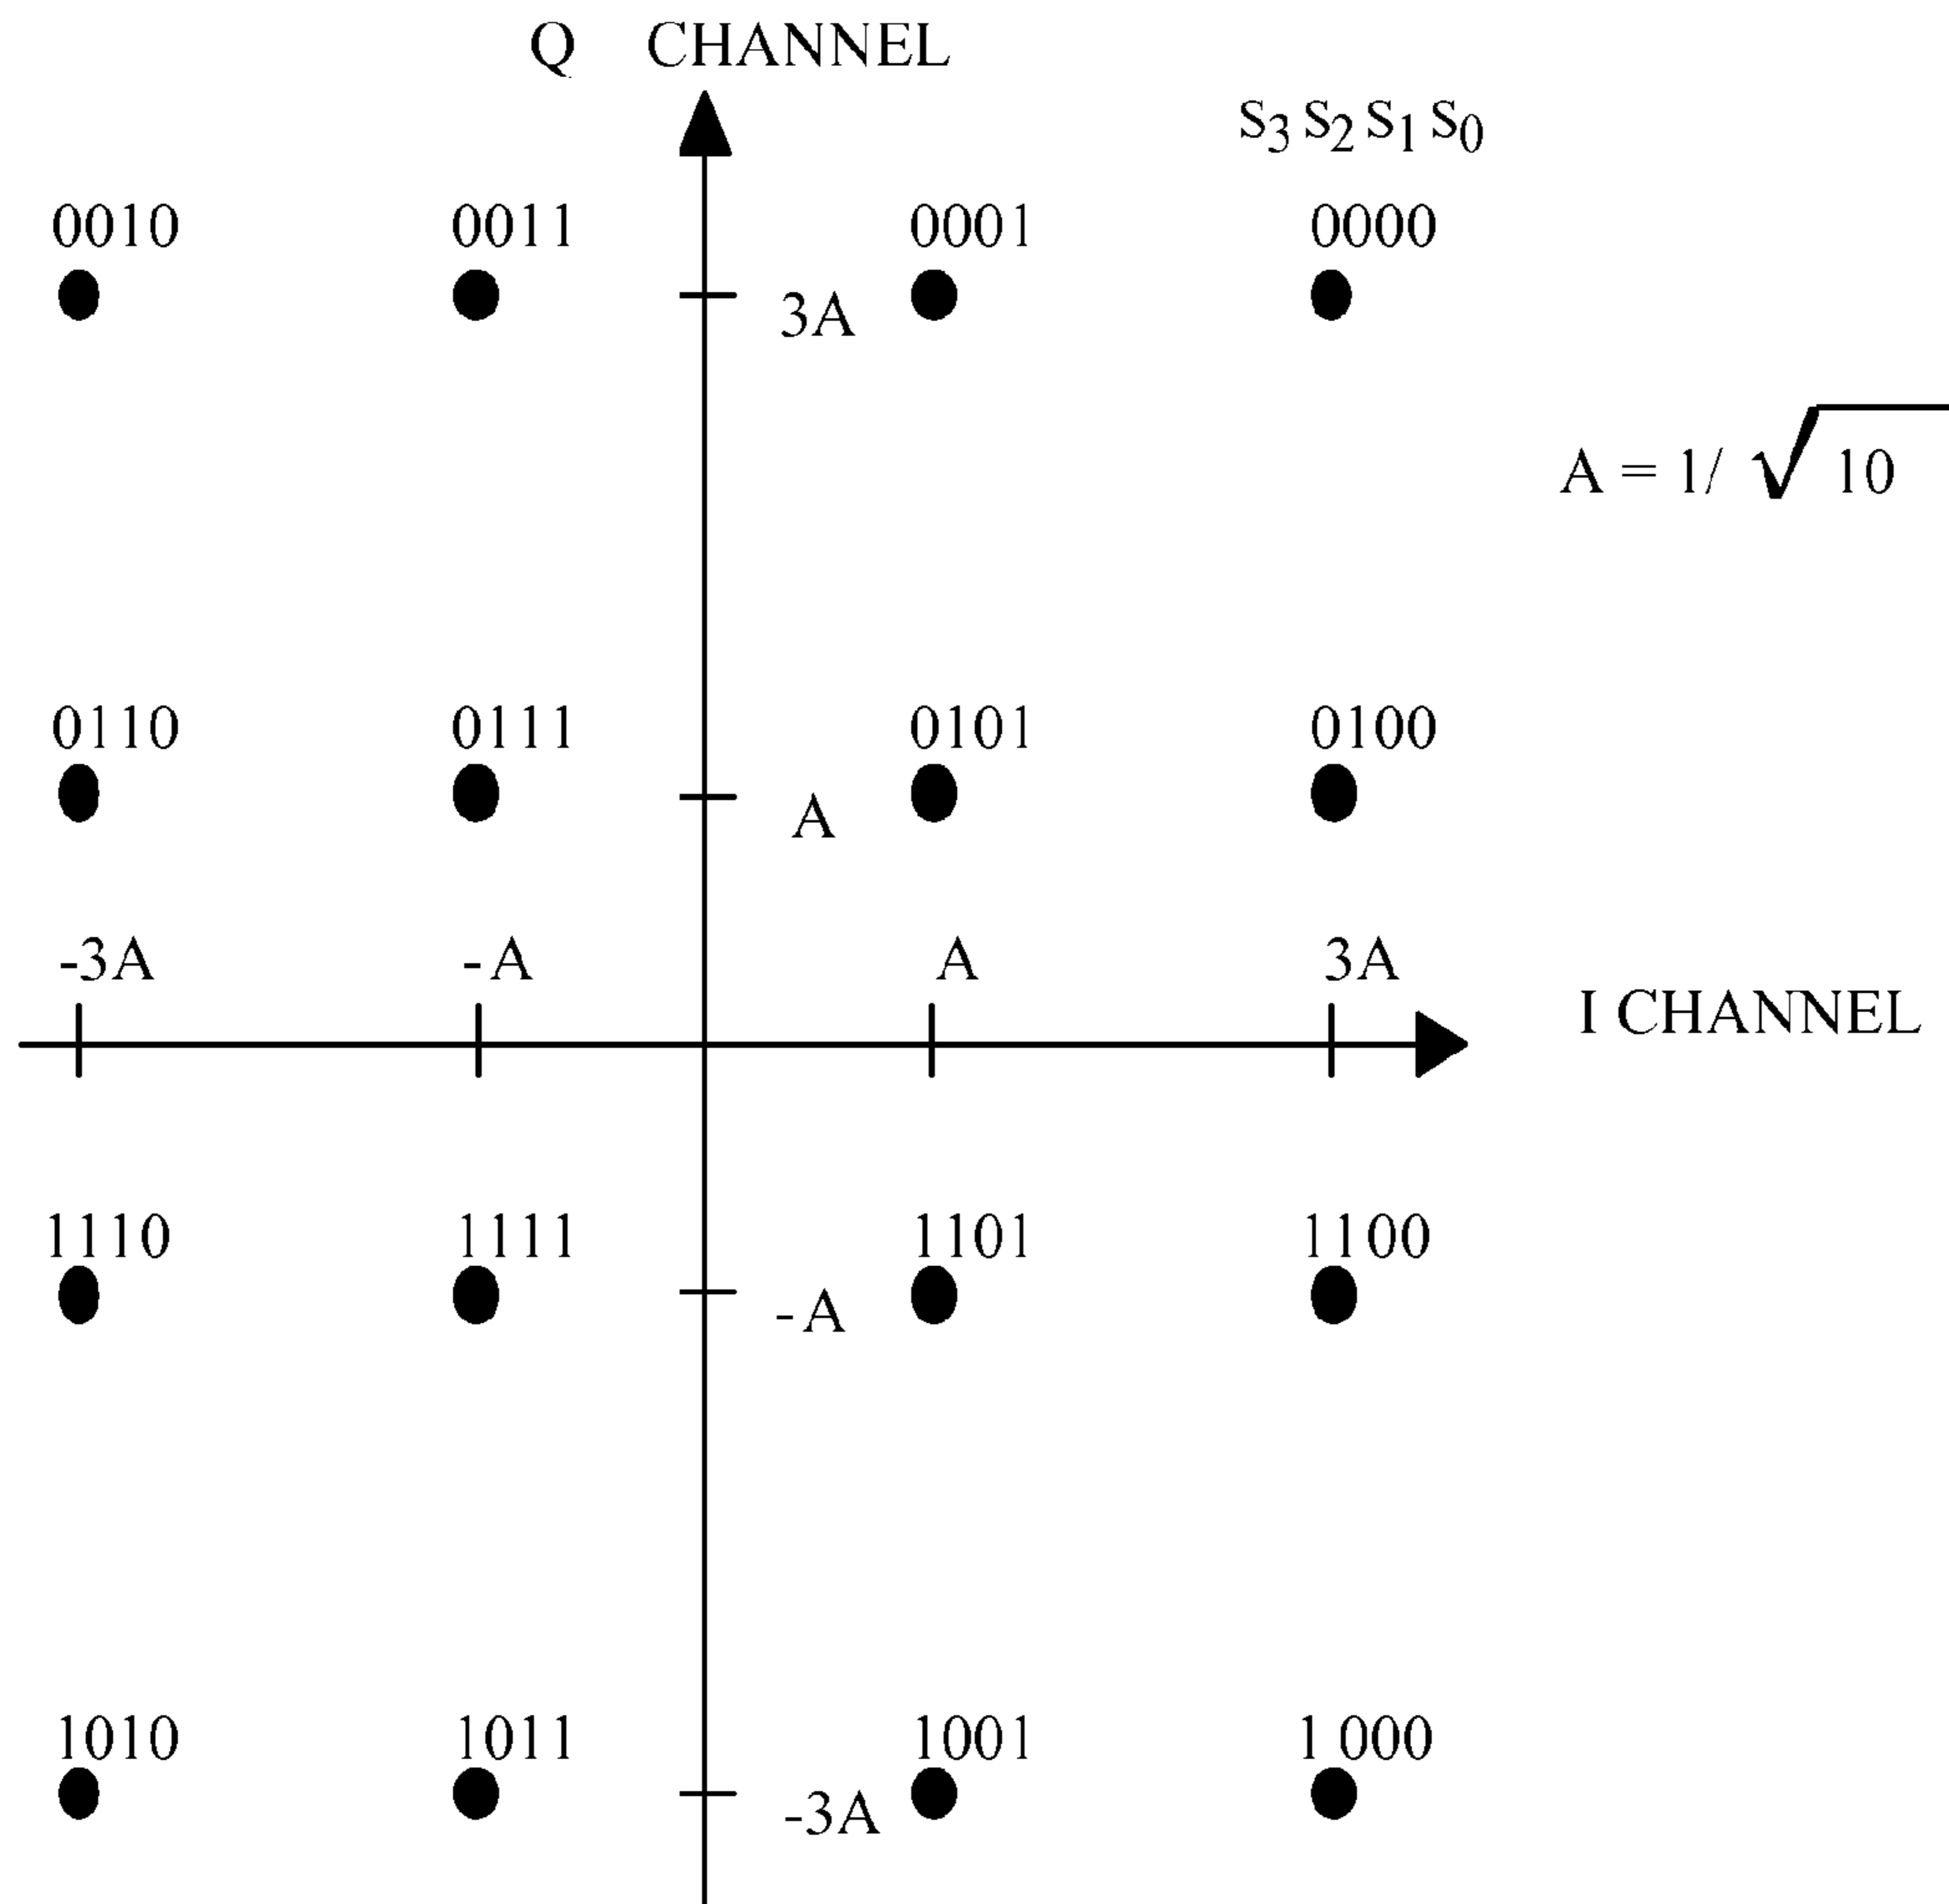 Q CHANNEL
S3 S2 S1 S0
0010 0011 0001 0000
3A
A = 1/ √10
0110 0111 0101 0100
A
-3A -A A 3A
I CHANNEL
1110 1111 1101 1100
-A
1010 1011 1001 1 000
-3A